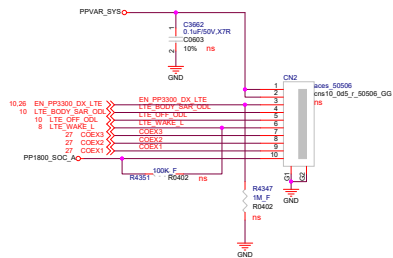 PPVAR_SYS
C3662
0.1uF/50V,X7R
C0603
10% ns
GND
CN2
aces_50506
cns10_0d5_r_50506_GG
ns
10,26 EN_PP3300_DX_LTE EN_PP3300_DX_LTE
10 LTE_BODY_SAR_ODL LTE_BODY_SAR_ODL
10 LTE_OFF_ODL LTE_OFF_ODL
8 LTE_WAKE_L LTE_WAKE_L
27 COEX3 COEX3
27 COEX2 COEX2
27 COEX1 COEX1
PP1800_SOC_A
1
2
3
4
5
6
7
8
9
10
G1
G2
GND
100K_F
R4351 R0402
ns
R4347
1M_F
R0402
ns
GND
1
2